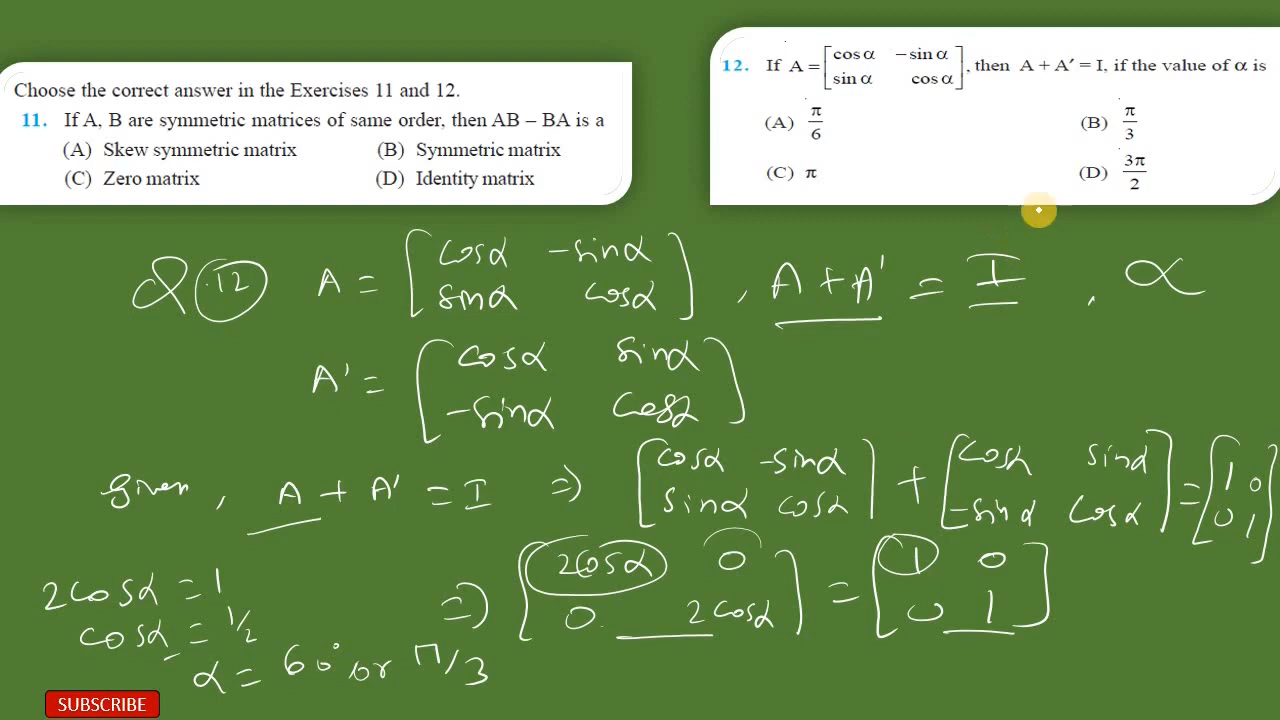 Choose the correct answer in the Exercises 11 and 12.
11. If A, B are symmetric matrices of same order, then AB – BA is a
(A) Skew symmetric matrix (B) Symmetric matrix
(C) Zero matrix (D) Identity matrix
12. If A = [cos α −sin α; sin α cos α], then A + A′ = I, if the value of α is
(A) π/6 (B) π/3
(C) π (D) 3π/2
Q 12 A = [cosα −sinα; sinα cosα], A + A' = I, α
A' = [cosα sinα; −sinα cosα]
given, A + A' = I ⇒ [cosα −sinα; sinα cosα] + [cosα sinα; −sinα cosα] = [1 0; 0 1]
⇒ [2cosα 0; 0 2cosα] = [1 0; 0 1]
2cosα = 1
cosα = 1/2
α = 60° or π/3
SUBSCRIBE